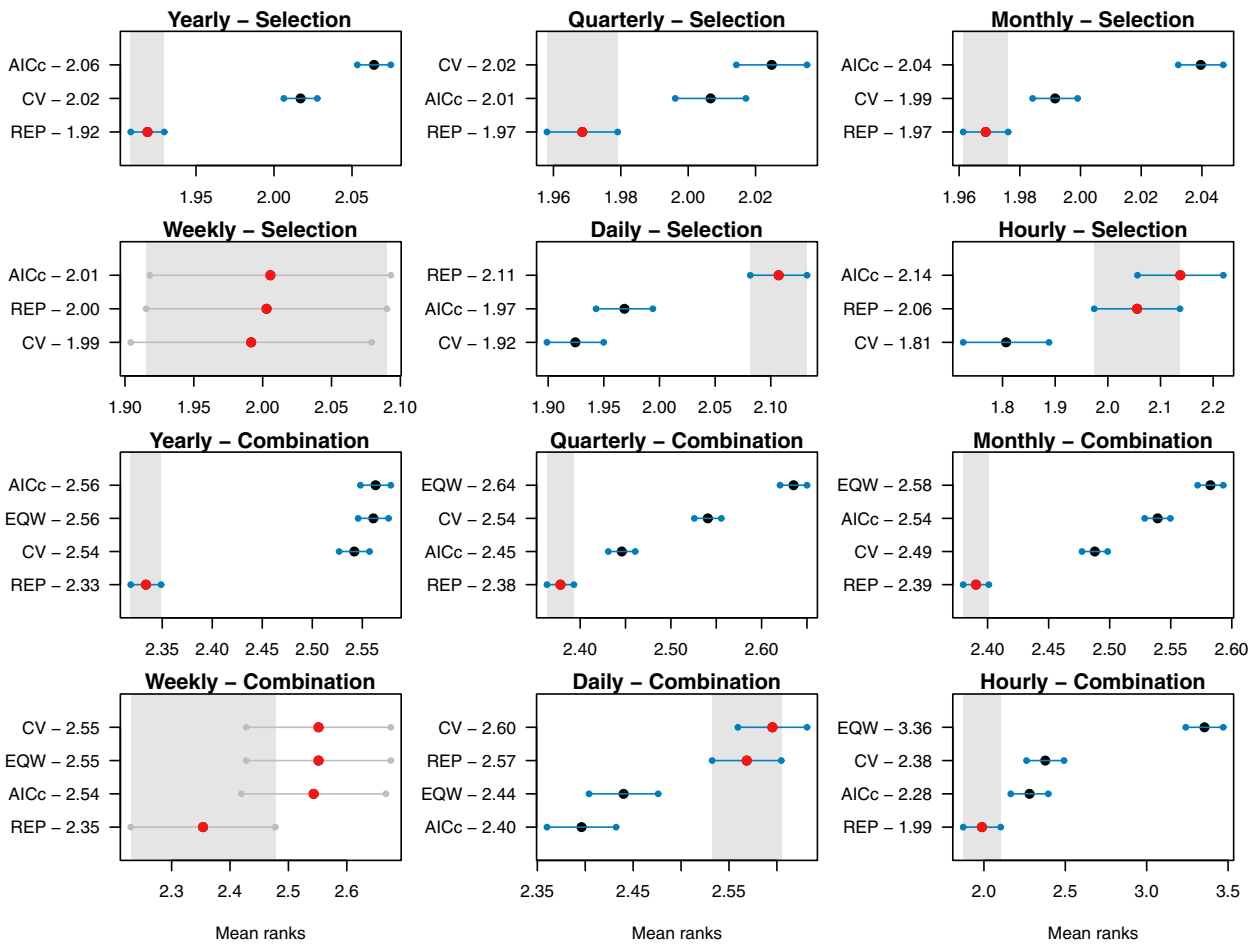 Yearly – Selection
AICc – 2.06
CV – 2.02
REP – 1.92
1.95 2.00 2.05
Quarterly – Selection
CV – 2.02
AICc – 2.01
REP – 1.97
1.96 1.98 2.00 2.02
Monthly – Selection
AICc – 2.04
CV – 1.99
REP – 1.97
1.96 1.98 2.00 2.02 2.04
Weekly – Selection
AICc – 2.01
REP – 2.00
CV – 1.99
1.90 1.95 2.00 2.05 2.10
Daily – Selection
REP – 2.11
AICc – 1.97
CV – 1.92
1.90 1.95 2.00 2.05 2.10
Hourly – Selection
AICc – 2.14
REP – 2.06
CV – 1.81
1.8 1.9 2.0 2.1 2.2
Yearly – Combination
AICc – 2.56
EQW – 2.56
CV – 2.54
REP – 2.33
2.35 2.40 2.45 2.50 2.55
Quarterly – Combination
EQW – 2.64
CV – 2.54
AICc – 2.45
REP – 2.38
2.40 2.50 2.60
Monthly – Combination
EQW – 2.58
AICc – 2.54
CV – 2.49
REP – 2.39
2.40 2.45 2.50 2.55 2.60
Weekly – Combination
CV – 2.55
EQW – 2.55
AICc – 2.54
REP – 2.35
2.3 2.4 2.5 2.6
Mean ranks
Daily – Combination
CV – 2.60
REP – 2.57
EQW – 2.44
AICc – 2.40
2.35 2.45 2.55
Mean ranks
Hourly – Combination
EQW – 3.36
CV – 2.38
AICc – 2.28
REP – 1.99
2.0 2.5 3.0 3.5
Mean ranks